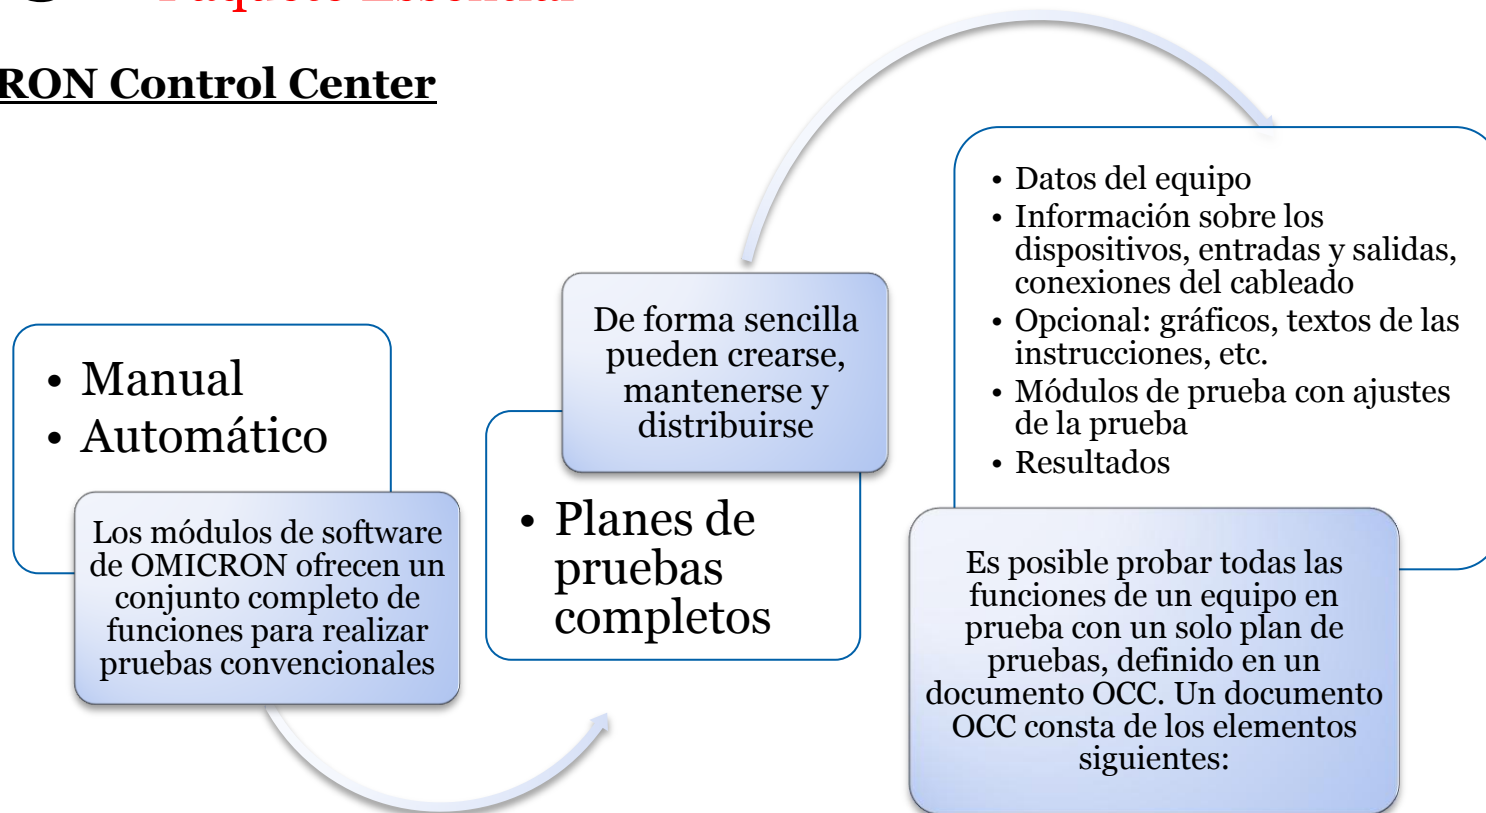 Paquete Essential
RON Control Center
• Manual
• Automático
Los módulos de software
de OMICRON ofrecen un
conjunto completo de
funciones para realizar
pruebas convencionales
De forma sencilla
pueden crearse,
mantenerse y
distribuirse
• Planes de
pruebas
completos
• Datos del equipo
• Información sobre los
dispositivos, entradas y salidas,
conexiones del cableado
• Opcional: gráficos, textos de las
instrucciones, etc.
• Módulos de prueba con ajustes
de la prueba
• Resultados
Es posible probar todas las
funciones de un equipo en
prueba con un solo plan de
pruebas, definido en un
documento OCC. Un documento
OCC consta de los elementos
siguientes: